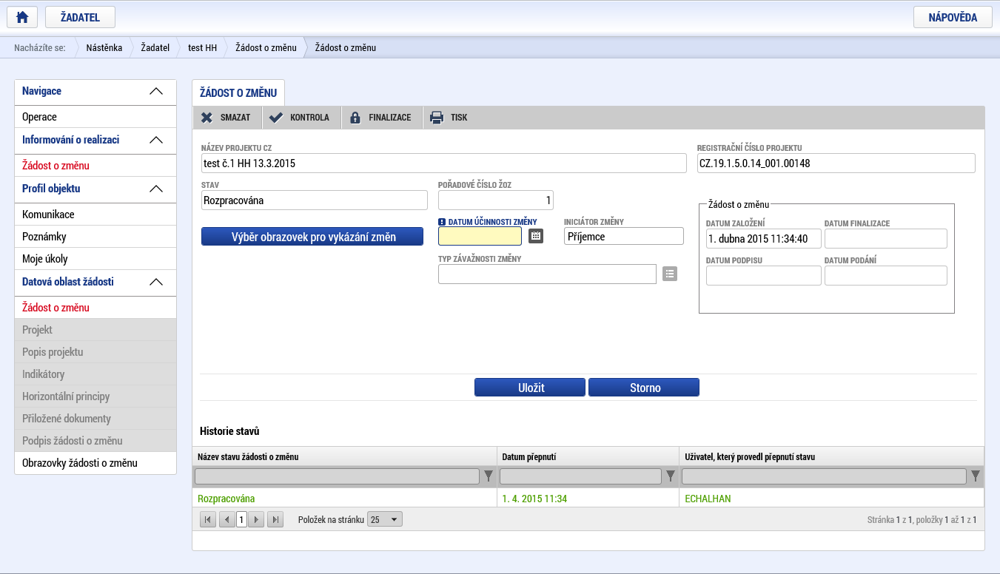 ŽADATEL
NÁPOVĚDA
Nacházíte se: Nástěnka Žadatel test HH Žádost o změnu Žádost o změnu
Navigace
Operace
Informování o realizaci
Žádost o změnu
Profil objektu
Komunikace
Poznámky
Moje úkoly
Datová oblast žádosti
Žádost o změnu
Projekt
Popis projektu
Indikátory
Horizontální principy
Přiložené dokumenty
Podpis žádosti o změnu
Obrazovky žádosti o změnu
ŽÁDOST O ZMĚNU
SMAZAT KONTROLA FINALIZACE TISK
NÁZEV PROJEKTU CZ
test č.1 HH 13.3.2015
REGISTRAČNÍ ČÍSLO PROJEKTU
CZ.19.1.5.0.14_001.00148
STAV
Rozpracována
POŘADOVÉ ČÍSLO ŽOZ
1
Výběr obrazovek pro vykázání změn
DATUM ÚČINNOSTI ZMĚNY
INICIÁTOR ZMĚNY
Příjemce
TYP ZÁVAŽNOSTI ZMĚNY
Žádost o změnu
DATUM ZALOŽENÍ
1. dubna 2015 11:34:40
DATUM FINALIZACE
DATUM PODPISU
DATUM PODÁNÍ
Uložit
Storno
Historie stavů
Název stavu žádosti o změnu Datum přepnutí Uživatel, který provedl přepnutí stavu
Rozpracována 1. 4. 2015 11:34 ECHALHAN
1 Položek na stránku 25 Stránka 1 z 1, položky 1 až 1 z 1